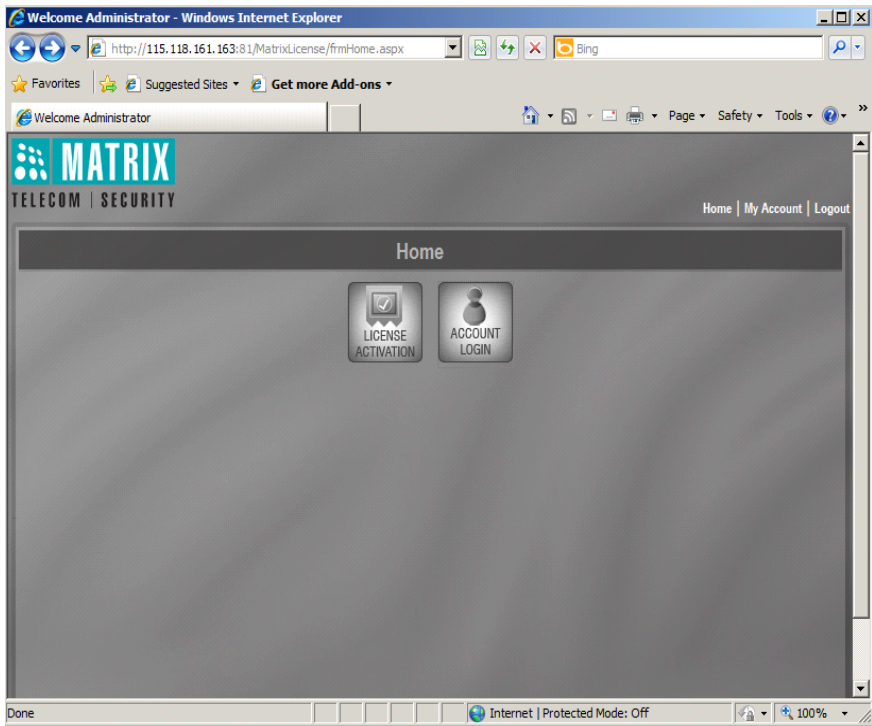 Welcome Administrator - Windows Internet Explorer
http://115.118.161.163:81/MatrixLicense/frmHome.aspx
Bing
Favorites
Suggested Sites
Get more Add-ons
Welcome Administrator
Page
Safety
Tools
»
MATRIX
TELECOM | SECURITY
Home | My Account | Logout
Home
LICENSE
ACTIVATION
ACCOUNT
LOGIN
Done
Internet | Protected Mode: Off
100%